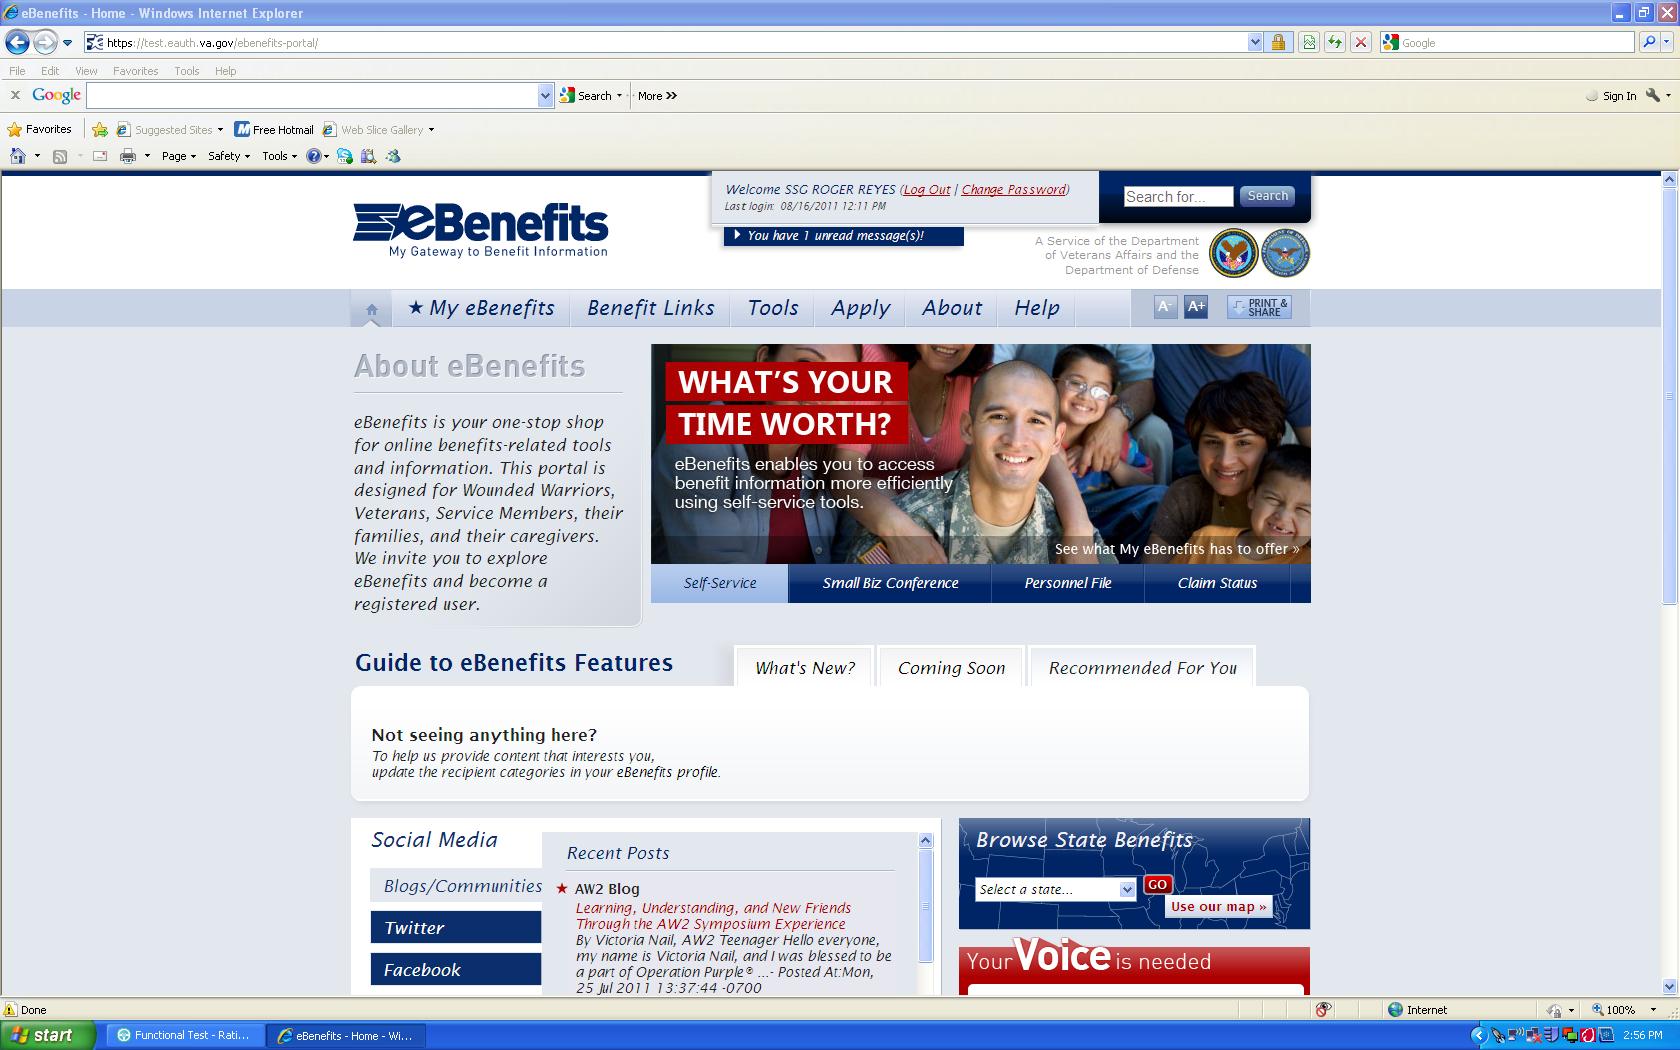 eBenefits - Home - Windows Internet Explorer
https://test.eauth.va.gov/ebenefits-portal/
Google
File Edit View Favorites Tools Help
x Google Search More >> Sign In
Favorites Suggested Sites Free Hotmail Web Slice Gallery
Page Safety Tools
Welcome SSG ROGER REYES (Log Out | Change Password)
Last login: 08/16/2011 12:11 PM
Search for... Search
You have 1 unread message(s)!
eBenefits
My Gateway to Benefit Information
A Service of the Department
of Veterans Affairs and the
Department of Defense
★ My eBenefits Benefit Links Tools Apply About Help A- A+ PRINT &
SHARE
About eBenefits
eBenefits is your one-stop shop
for online benefits-related tools
and information. This portal is
designed for Wounded Warriors,
Veterans, Service Members, their
families, and their caregivers.
We invite you to explore
eBenefits and become a
registered user.
WHAT'S YOUR
TIME WORTH?
eBenefits enables you to access
benefit information more efficiently
using self-service tools.
See what My eBenefits has to offer »
Self-Service Small Biz Conference Personnel File Claim Status
Guide to eBenefits Features
What's New? Coming Soon Recommended For You
Not seeing anything here?
To help us provide content that interests you,
update the recipient categories in your eBenefits profile.
Social Media
Blogs/Communities
Twitter
Facebook
Recent Posts
★ AW2 Blog
Learning, Understanding, and New Friends
Through the AW2 Symposium Experience
By Victoria Nail, AW2 Teenager Hello everyone,
my name is Victoria Nail, and I was blessed to be
a part of Operation Purple® ...- Posted At:Mon,
25 Jul 2011 13:37:44 -0700
Browse State Benefits
Select a state... GO
Use our map »
Your Voice is needed
Done Internet 100%
start Functional Test - Rati... eBenefits - Home - Wi... 2:56 PM